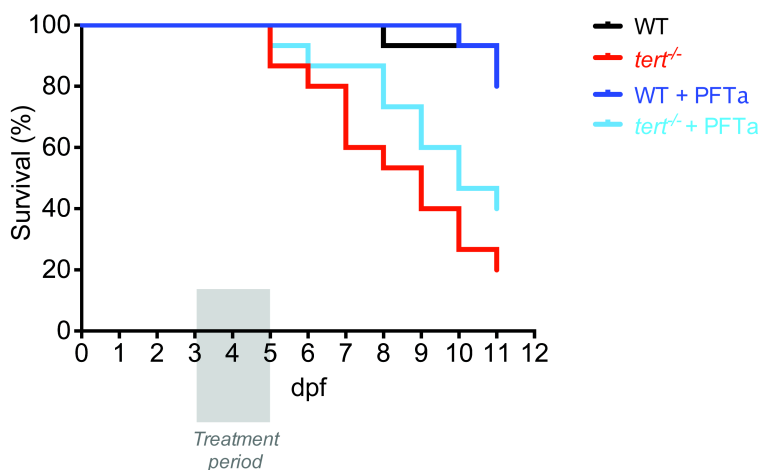 100
80
60
40
20
0
Survival (%)
0 1 2 3 4 5 6 7 8 9 10 11 12
dpf
Treatment
period
WT
tert-/-
WT + PFTa
tert-/- + PFTa